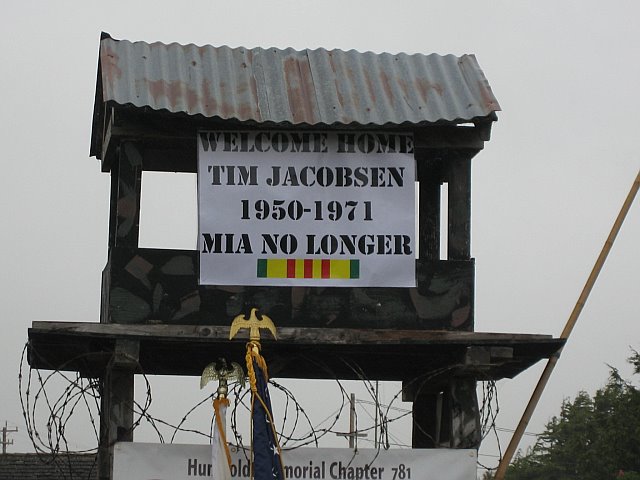 WELCOME HOME
TIM JACOBSEN
1950-1971
MIA NO LONGER
Chapter 781